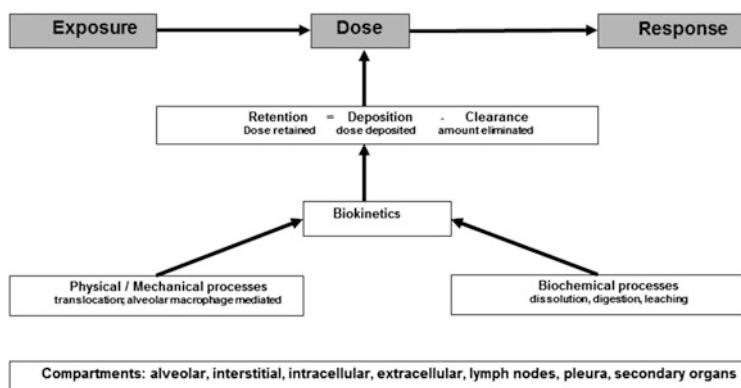 Exposure Dose Response
Retention = Deposition - Clearance
Dose retained dose deposited amount eliminated
Biokinetics
Physical / Mechanical processes
translocation; alveolar macrophage mediated
Biochemical processes
dissolution, digestion, leaching
Compartments: alveolar, interstitial, intracellular, extracellular, lymph nodes, pleura, secondary organs